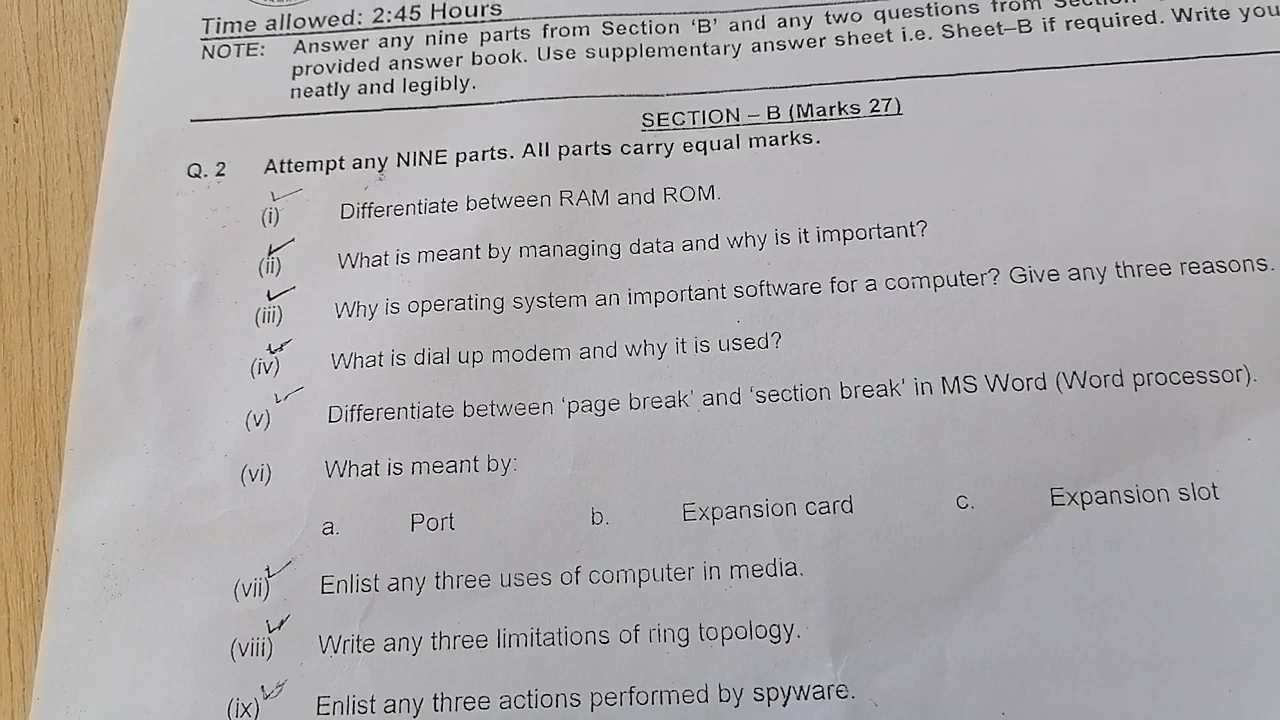 Time allowed: 2:45 Hours
NOTE: Answer any nine parts from Section 'B' and any two questions from
provided answer book. Use supplementary answer sheet i.e. Sheet–B if required. Write
neatly and legibly.
SECTION – B (Marks 27)
Q. 2 Attempt any NINE parts. All parts carry equal marks.
(i) Differentiate between RAM and ROM.
(ii) What is meant by managing data and why is it important?
(iii) Why is operating system an important software for a computer? Give any three reasons.
(iv) What is dial up modem and why it is used?
(v) Differentiate between 'page break' and 'section break' in MS Word (Word processor).
(vi) What is meant by:
a. Port b. Expansion card c. Expansion slot
(vii) Enlist any three uses of computer in media.
(viii) Write any three limitations of ring topology.
(ix) Enlist any three actions performed by spyware.